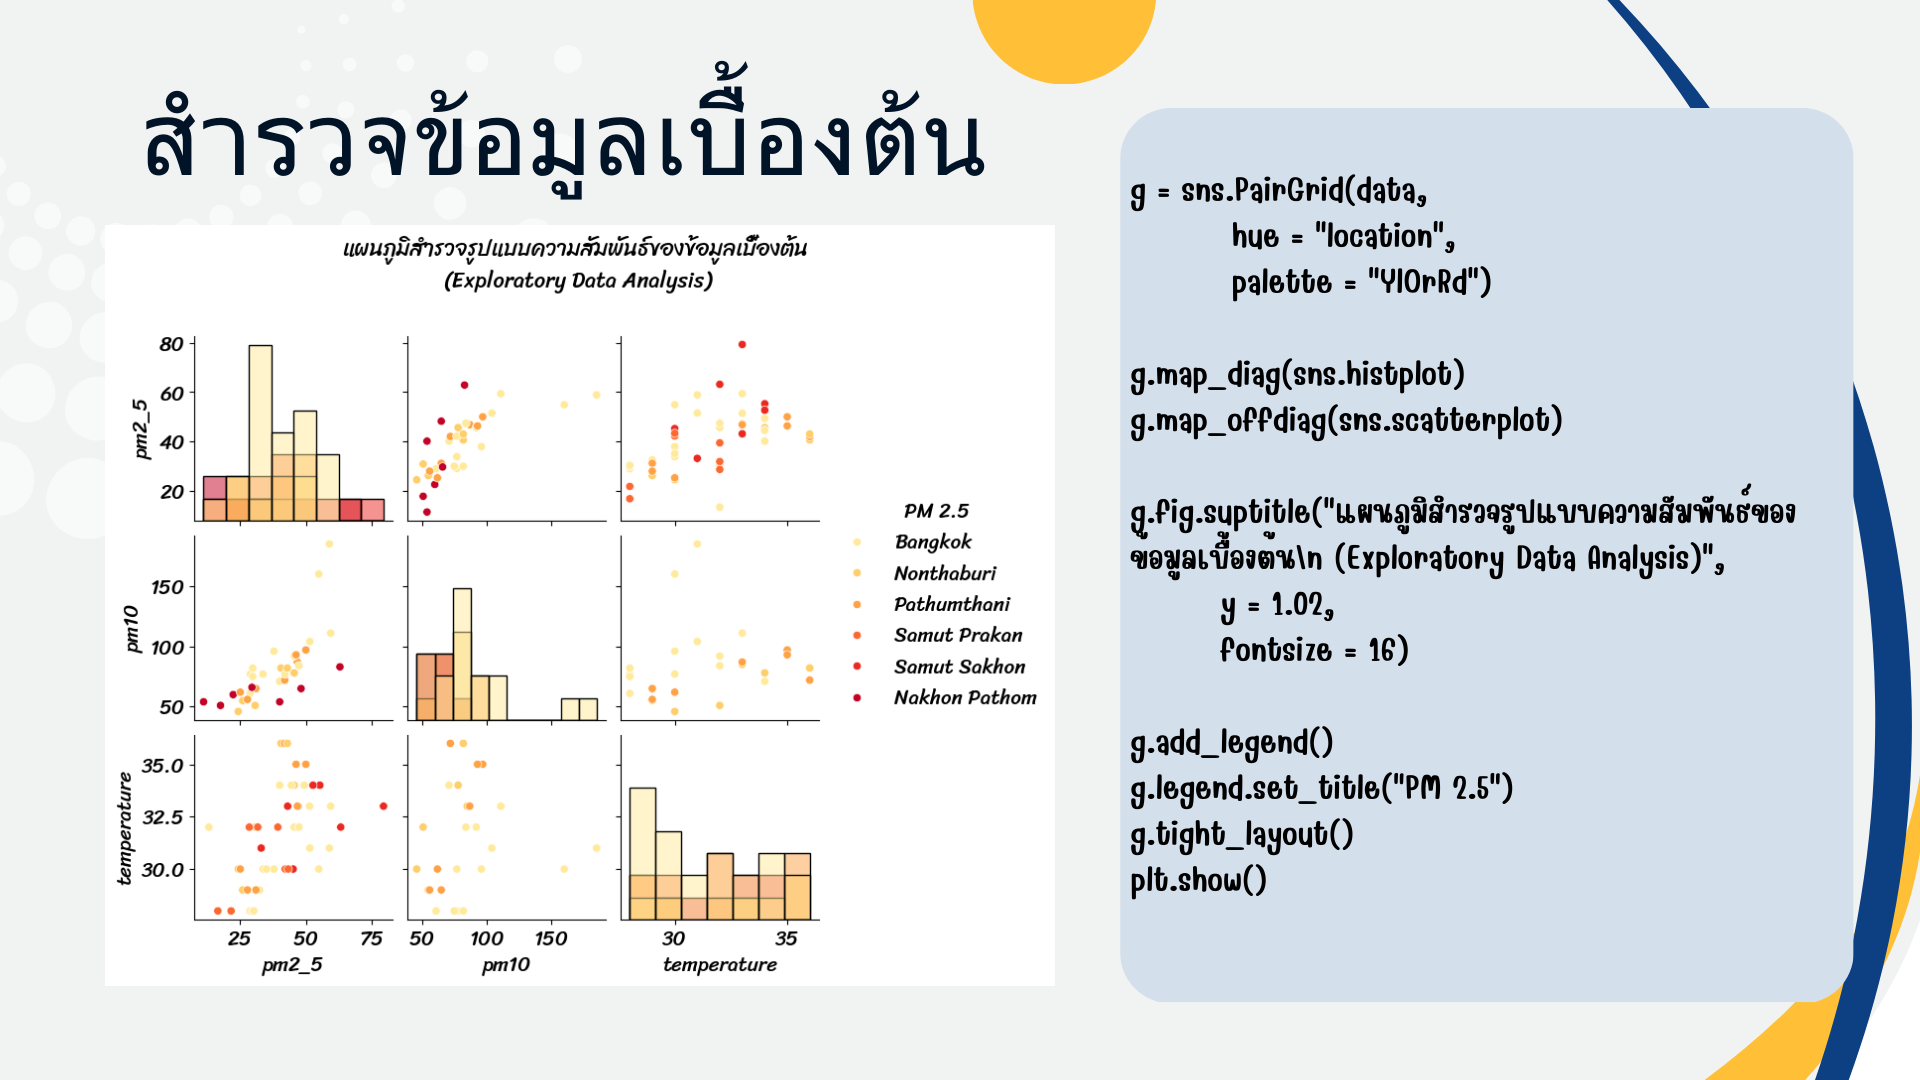 สำรวจข้อมูลเบื้องต้น
แผนภูมิสำรวจรูปแบบความสัมพันธ์ของข้อมูลเบื้องต้น
(Exploratory Data Analysis)
80
60
40
20
pm2_5
150
100
50
pm10
35.0
32.5
30.0
temperature
25 50 75
50 100 150
30 35
pm2_5
pm10
temperature
PM 2.5
Bangkok
Nonthaburi
Pathumthani
Samut Prakan
Samut Sakhon
Nakhon Pathom
g = sns.PairGrid(data,
hue = "location",
palette = "YlOrRd")
g.map_diag(sns.histplot)
g.map_offdiag(sns.scatterplot)
g.fig.suptitle("แผนภูมิสำรวจรูปแบบความสัมพันธ์ของ
ข้อมูลเบื้องต้น\n (Exploratory Data Analysis)",
y = 1.02,
fontsize = 16)
g.add_legend()
g.legend.set_title("PM 2.5")
g.tight_layout()
plt.show()